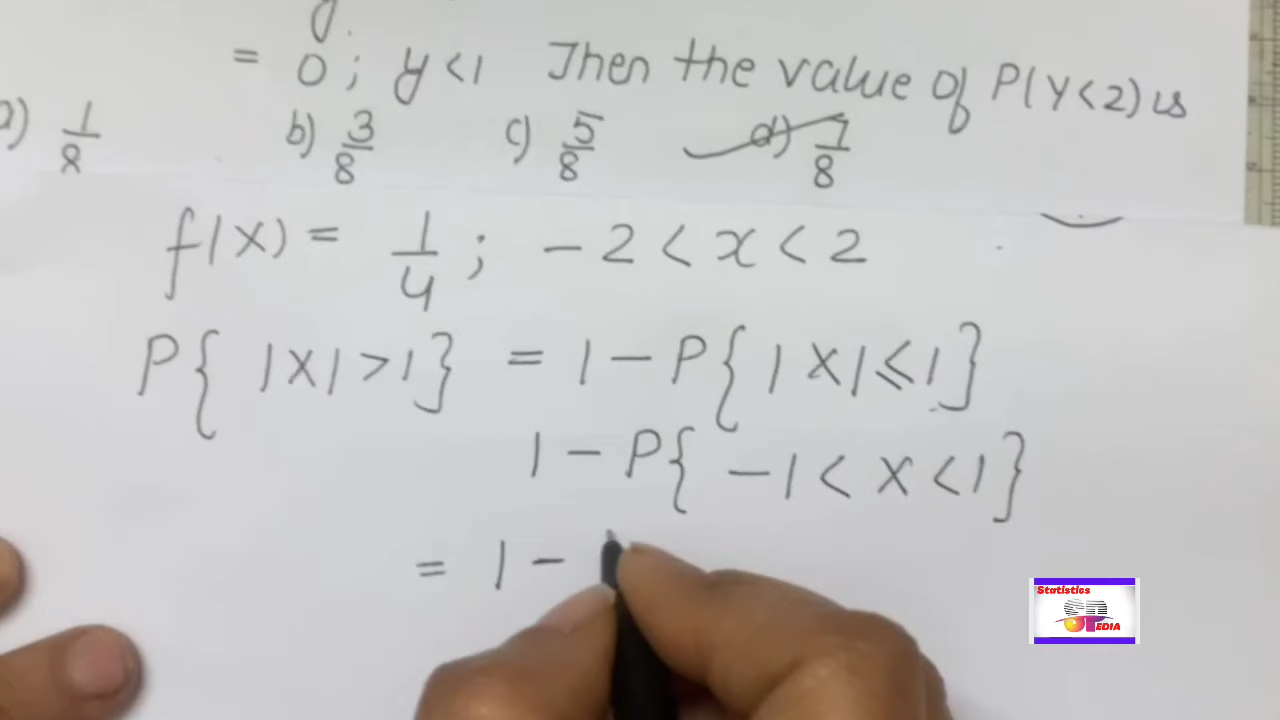 y.
= 0; y<1 Then the value of P(Y<2) is
a) 1/8 b) 3/8 c) 5/8 d) 7/8
f(x) = 1/4; -2 < x < 2
P{ |X| > 1} = 1 - P{ |X| ≤ 1}
1 - P{ -1 < X < 1}
= 1 -
Statistics
PEDIA